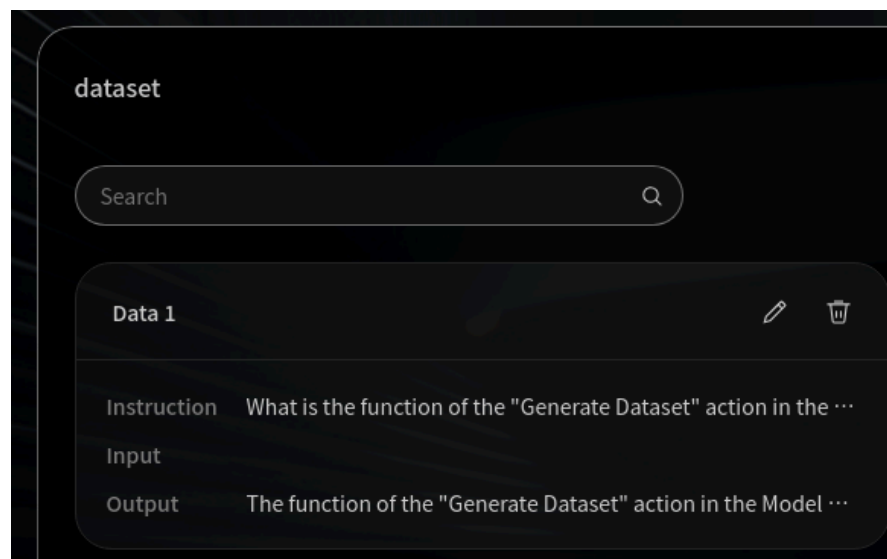 dataset
Search
Data 1
Instruction What is the function of the "Generate Dataset" action in the ···
Input
Output The function of the "Generate Dataset" action in the Model ···